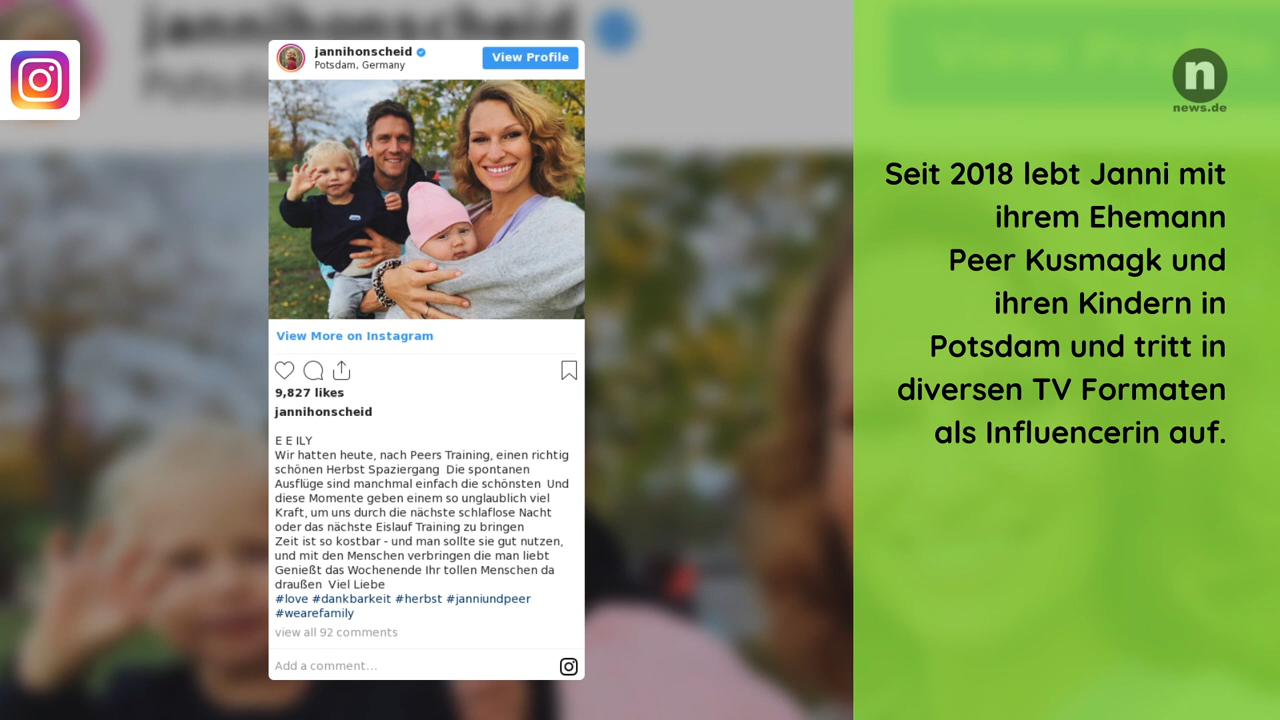 jannihonscheid
Potsdam, Germany
View Profile
View More on Instagram
9,827 likes
jannihonscheid
E E ILY
Wir hatten heute, nach Peers Training, einen richtig
schönen Herbst Spaziergang Die spontanen
Ausflüge sind manchmal einfach die schönsten Und
diese Momente geben einem so unglaublich viel
Kraft, um uns durch die nächste schlaflose Nacht
oder das nächste Eislauf Training zu bringen
Zeit ist so kostbar - und man sollte sie gut nutzen,
und mit den Menschen verbringen die man liebt
Genießt das Wochenende Ihr tollen Menschen da
draußen Viel Liebe
#love #dankbarkeit #herbst #janniundpeer
#wearefamily
view all 92 comments
Add a comment...
n
news.de
Seit 2018 lebt Janni mit
ihrem Ehemann
Peer Kusmagk und
ihren Kindern in
Potsdam und tritt in
diversen TV Formaten
als Influencerin auf.